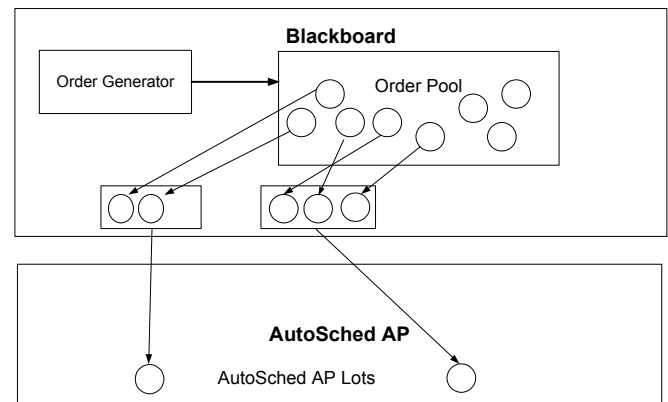 Blackboard
Order Generator
Order Pool
AutoSched AP
AutoSched AP Lots